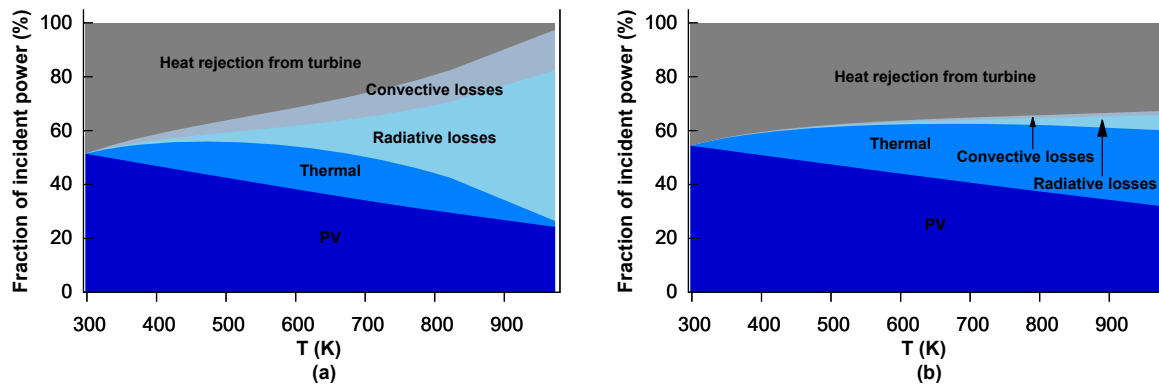 Fraction of incident power (%)
100
80
60
40
20
0
Heat rejection from turbine
Convective losses
Radiative losses
Thermal
PV
300 400 500 600 700 800 900
T (K)
(a)
Fraction of incident power (%)
100
80
60
40
20
0
Heat rejection from turbine
Thermal
Convective losses
Radiative losses
PV
300 400 500 600 700 800 900
T (K)
(b)